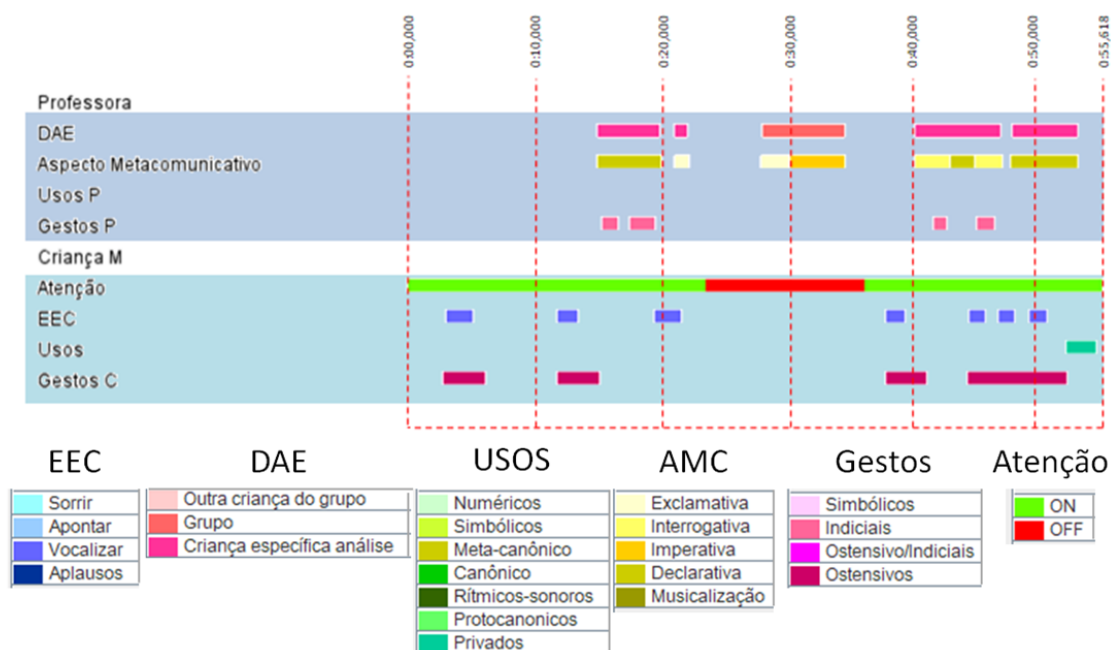 0:00,000
0:10,000
0:20,000
0:30,000
0:40,000
0:50,000
0:55,618
Professora
DAE
Aspecto Metacomunicativo
Usos P
Gestos P
Criança M
Atenção
EEC
Usos
Gestos C
EEC
Sorrir
Apontar
Vocalizar
Aplausos
DAE
Outra criança do grupo
Grupo
Criança específica análise
USOS
Numéricos
Simbólicos
Meta-canônico
Canônico
Rítmicos-sonoros
Protocanonicos
Privados
AMC
Exclamativa
Interrogativa
Imperativa
Declarativa
Musicalização
Gestos
Simbólicos
Indiciais
Ostensivo/Indiciais
Ostensivos
Atenção
ON
OFF